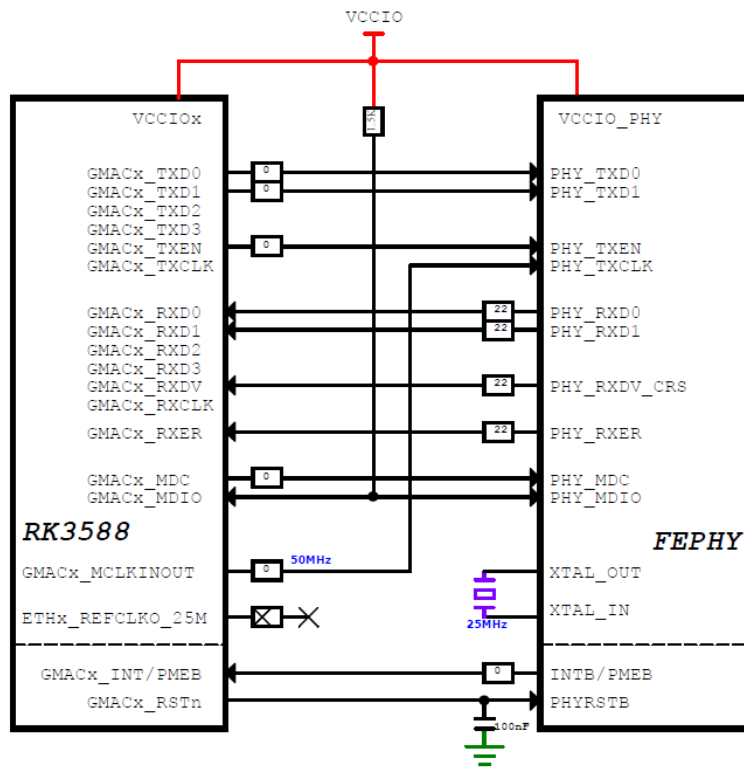 VCCIO
VCCIOx
1.5K
VCCIO_PHY
GMACx_TXD0
0
PHY_TXD0
GMACx_TXD1
0
PHY_TXD1
GMACx_TXD2
GMACx_TXD3
GMACx_TXEN
0
PHY_TXEN
GMACx_TXCLK
PHY_TXCLK
GMACx_RXD0
22
PHY_RXD0
GMACx_RXD1
22
PHY_RXD1
GMACx_RXD2
GMACx_RXD3
GMACx_RXDV
22
PHY_RXDV_CRS
GMACx_RXCLK
GMACx_RXER
22
PHY_RXER
GMACx_MDC
0
PHY_MDC
GMACx_MDIO
PHY_MDIO
RK3588
FEPHY
GMACx_MCLKINOUT
0
50MHz
XTAL_OUT
ETHx_REFCLKO_25M
25MHz
XTAL_IN
GMACx_INT/PMEB
0
INTB/PMEB
GMACx_RSTn
PHYRSTB
100nF